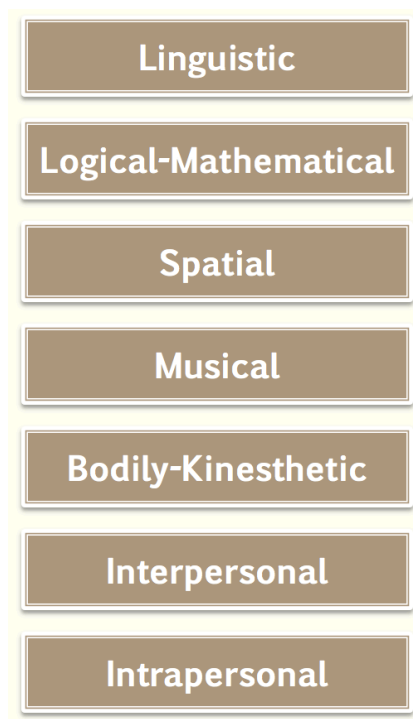 Linguistic
Logical-Mathematical
Spatial
Musical
Bodily-Kinesthetic
Interpersonal
Intrapersonal